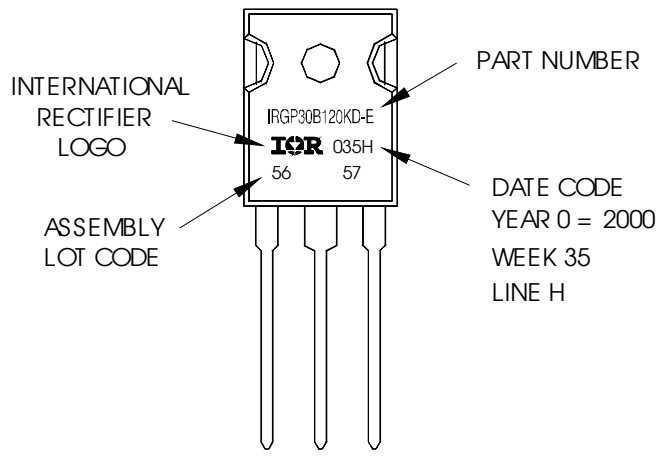 INTERNATIONAL
RECTIFIER
LOGO
ASSEMBLY
LOT CODE
IRGP30B120KD-E
IOR 035H
56 57
PART NUMBER
DATE CODE
YEAR 0 = 2000
WEEK 35
LINE H